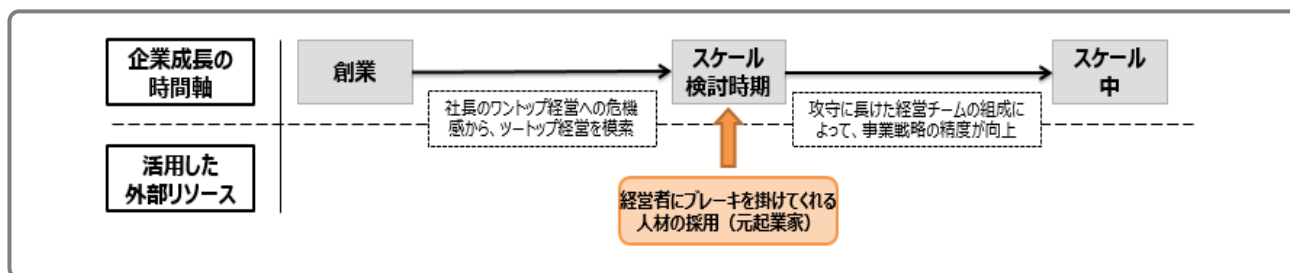 企業成長の
時間軸
創業
スケール
検討時期
スケール
中
社長のワントップ経営への危機
感から、ツートップ経営を模索
攻守に長けた経営チームの組成に
よって、事業戦略の精度が向上
活用した
外部リソース
経営者にブレーキを掛けてくれる
人材の採用（元起業家）